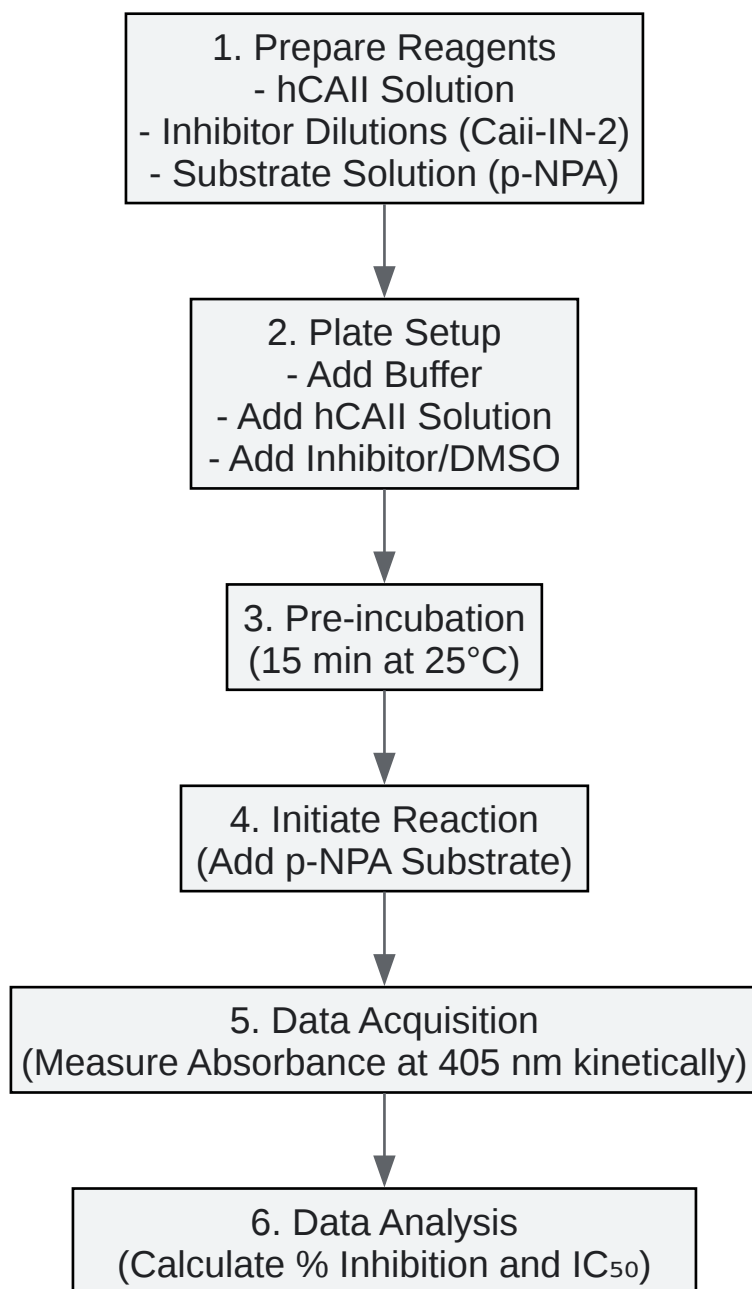 1. Prepare Reagents
- hCAII Solution
- Inhibitor Dilutions (Caii-IN-2)
- Substrate Solution (p-NPA)
2. Plate Setup
- Add Buffer
- Add hCAII Solution
- Add Inhibitor/DMSO
3. Pre-incubation
(15 min at 25°C)
4. Initiate Reaction
(Add p-NPA Substrate)
5. Data Acquisition
(Measure Absorbance at 405 nm kinetically)
6. Data Analysis
(Calculate % Inhibition and IC₅₀)